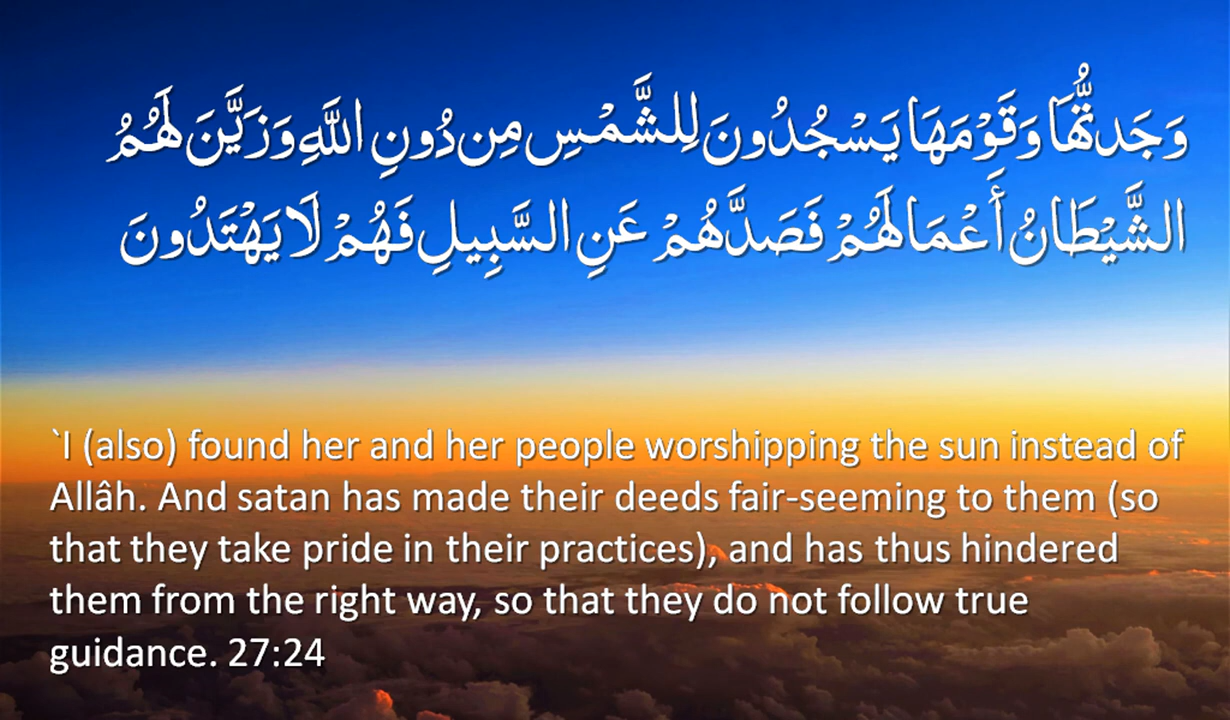 وَجَدتُّهَا وَقَوْمَهَا يَسْجُدُونَ لِلشَّمْسِ مِن دُونِ اللَّهِ وَزَيَّنَ لَهُمُ
الشَّيْطَانُ أَعْمَالَهُمْ فَصَدَّهُمْ عَنِ السَّبِيلِ فَهُمْ لَا يَهْتَدُونَ
`I (also) found her and her people worshipping the sun instead of
Allâh. And satan has made their deeds fair-seeming to them (so
that they take pride in their practices), and has thus hindered
them from the right way, so that they do not follow true
guidance. 27:24